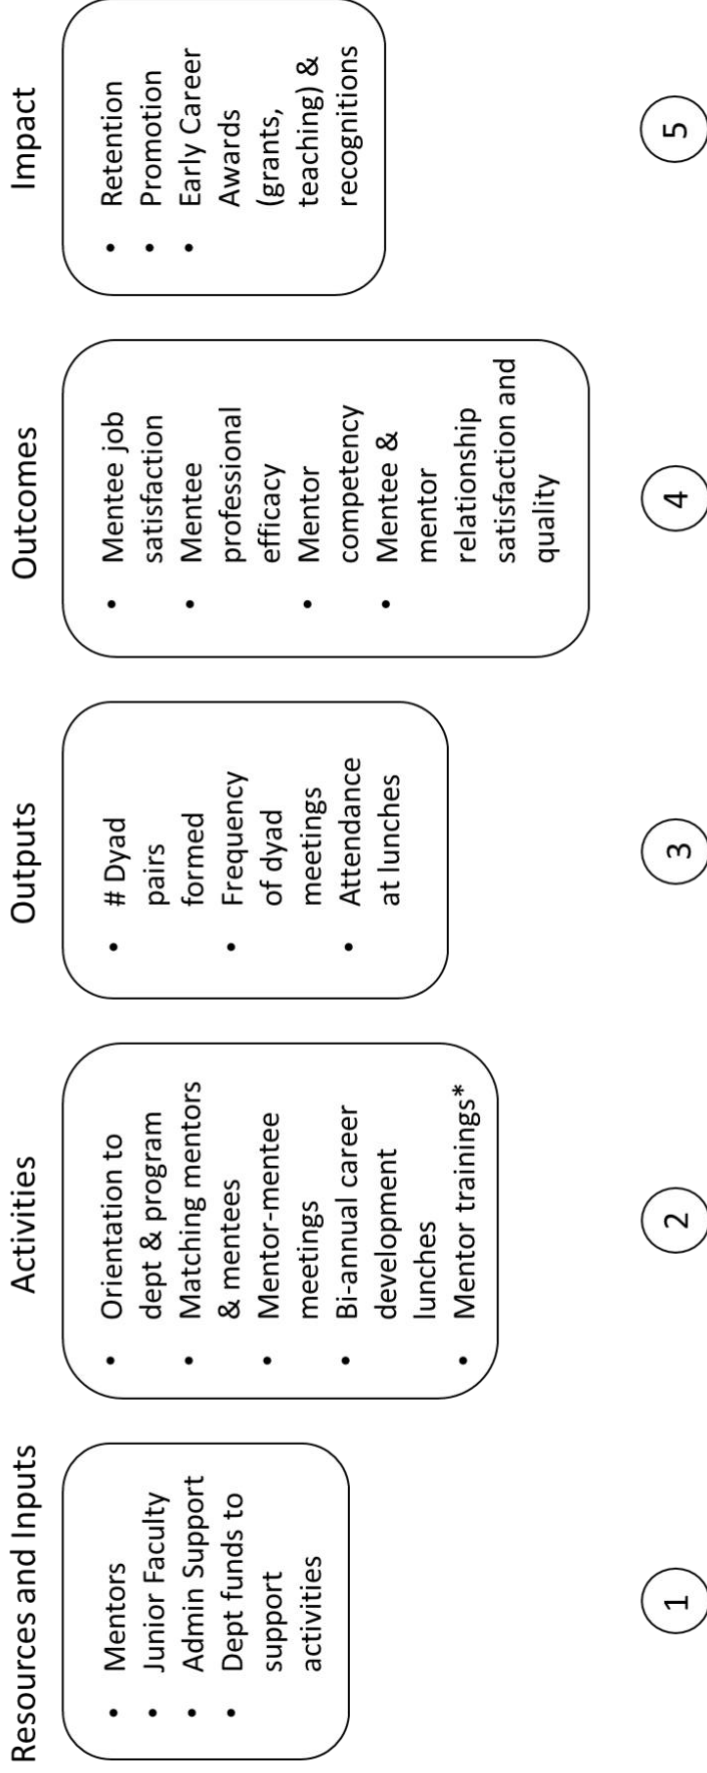 Resources and Inputs
• Mentors
• Junior Faculty
• Admin Support
• Dept funds to
support
activities
1
Activities
• Orientation to
dept & program
• Matching mentors
& mentees
• Mentor-mentee
meetings
• Bi-annual career
development
lunches
• Mentor trainings*
2
Outputs
• # Dyad
pairs
formed
• Frequency
of dyad
meetings
• Attendance
at lunches
3
Outcomes
• Mentee job
satisfaction
• Mentee
professional
efficacy
• Mentor
competency
• Mentee &
mentor
relationship
satisfaction and
quality
4
Impact
• Retention
• Promotion
• Early Career
Awards
(grants,
teaching) &
recognitions
5